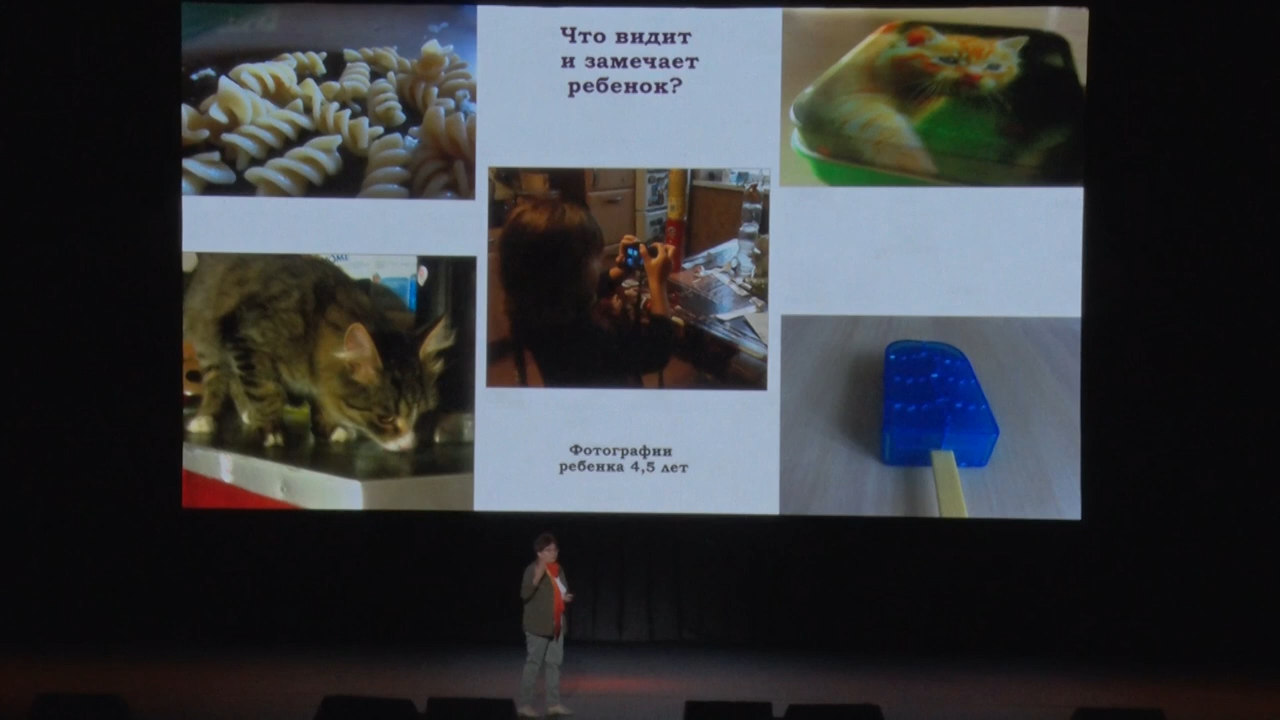 Что видит
и замечает
ребенок?
Фотографии
ребенка 4,5 лет